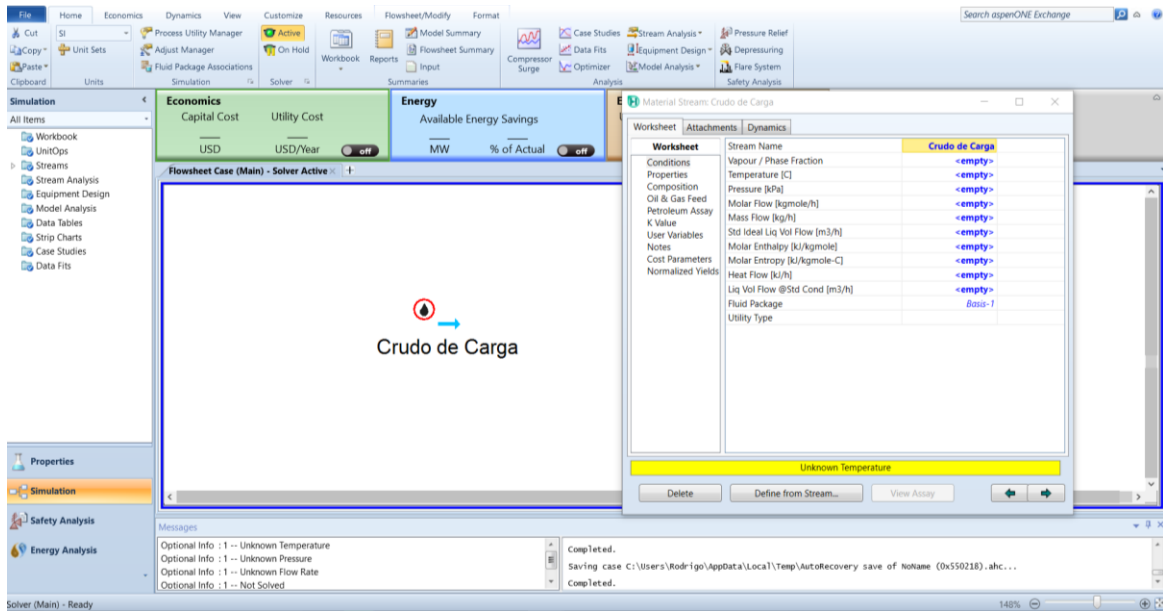 File Home Economics Dynamics View Customize Resources Flowsheet/Modify Format Search aspenONE Exchange
Cut SI Process Utility Manager Active Model Summary Case Studies Stream Analysis Pressure Relief
Copy Unit Sets Adjust Manager On Hold Flowsheet Summary Data Fits Equipment Design Depressuring
Paste Fluid Package Associations Workbook Reports Input Compressor Surge Optimizer Model Analysis Flare System
Clipboard Units Simulation Solver Summaries Analysis Safety Analysis
Simulation
All Items
Workbook
UnitOps
Streams
Stream Analysis
Equipment Design
Model Analysis
Data Tables
Strip Charts
Case Studies
Data Fits
Properties
Simulation
Safety Analysis
Energy Analysis
Economics
Capital Cost Utility Cost
USD USD/Year off
Energy
Available Energy Savings
MW % of Actual off
Flowsheet Case (Main) - Solver Active +
Crudo de Carga
Material Stream: Crudo de Carga
Worksheet Attachments Dynamics
Worksheet
Conditions
Properties
Composition
Oil & Gas Feed
Petroleum Assay
K Value
User Variables
Notes
Cost Parameters
Normalized Yields
Stream Name Crudo de Carga
Vapour / Phase Fraction <empty>
Temperature [C] <empty>
Pressure [kPa] <empty>
Molar Flow [kgmole/h] <empty>
Mass Flow [kg/h] <empty>
Std Ideal Liq Vol Flow [m3/h] <empty>
Molar Enthalpy [kJ/kgmole] <empty>
Molar Entropy [kJ/kgmole-C] <empty>
Heat Flow [kJ/h] <empty>
Liq Vol Flow @Std Cond [m3/h] <empty>
Fluid Package Basis-1
Utility Type
Unknown Temperature
Delete Define from Stream... View Assay
Messages
Optional Info : 1 -- Unknown Temperature
Optional Info : 1 -- Unknown Pressure
Optional Info : 1 -- Unknown Flow Rate
Optional Info : 1 -- Not Solved
Completed.
Saving case C:\Users\Rodrigo\AppData\Local\Temp\AutoRecovery save of NoName (0x550218).ahc...
Completed.
Solver (Main) - Ready 148%